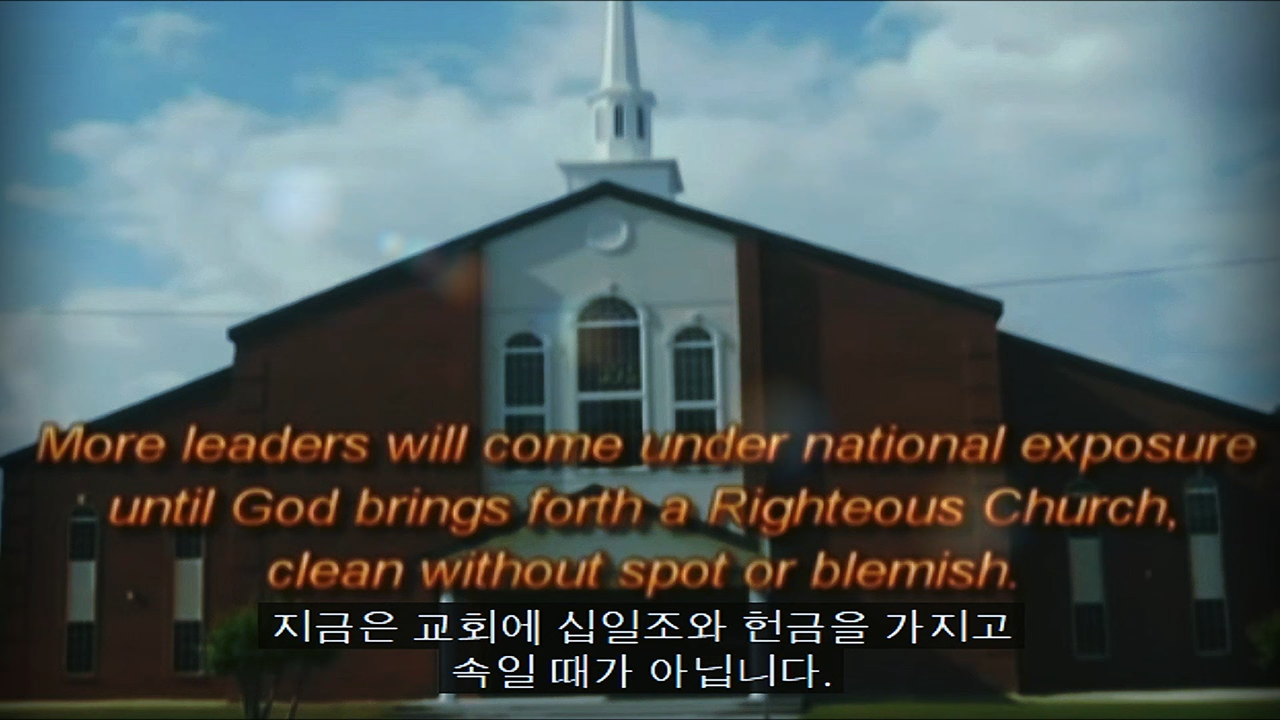 More leaders will come under national exposure
until God brings forth a Righteous Church,
clean without spot or blemish.
지금은 교회에 십일조와 헌금을 가지고
속일 때가 아닙니다.